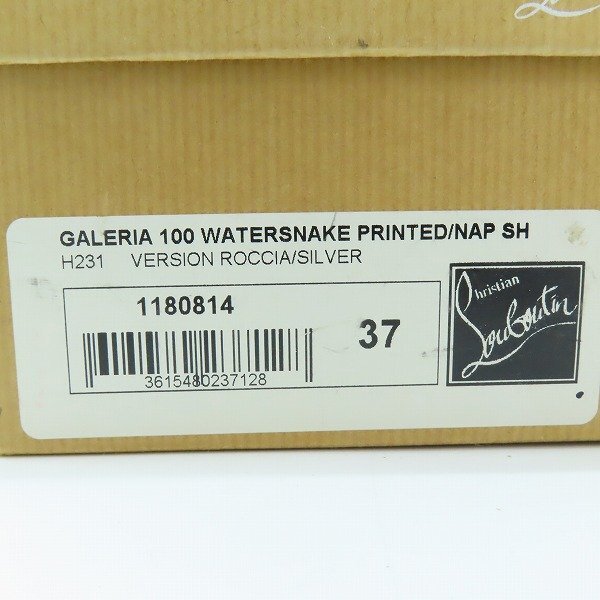 GALERIA 100 WATERSNAKE PRINTED/NAP SH
H231 VERSION ROCCIA/SILVER
1180814
37
3615480237128
Christian
Louboutin